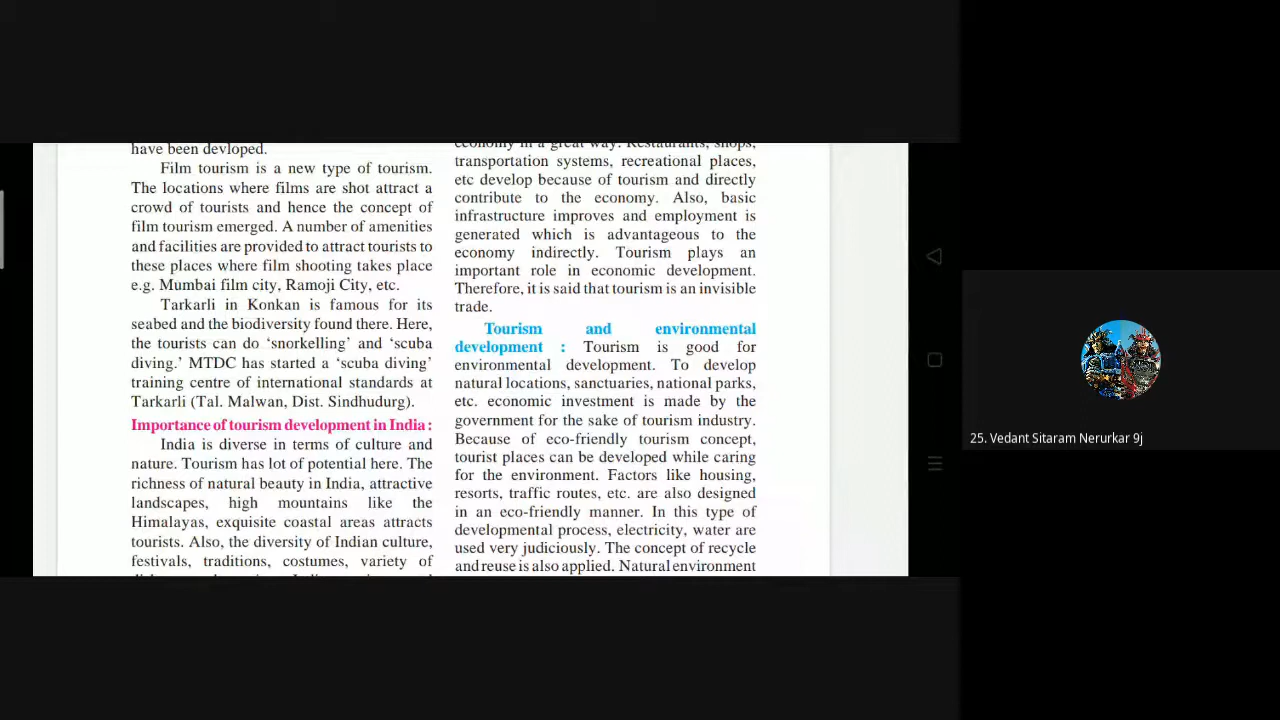 have been devloped.
Film tourism is a new type of tourism.
The locations where films are shot attract a
crowd of tourists and hence the concept of
film tourism emerged. A number of amenities
and facilities are provided to attract tourists to
these places where film shooting takes place
e.g. Mumbai film city, Ramoji City, etc.
Tarkarli in Konkan is famous for its
seabed and the biodiversity found there. Here,
the tourists can do ‘snorkelling’ and ‘scuba
diving.’ MTDC has started a ‘scuba diving’
training centre of international standards at
Tarkarli (Tal. Malwan, Dist. Sindhudurg).
Importance of tourism development in India :
India is diverse in terms of culture and
nature. Tourism has lot of potential here. The
richness of natural beauty in India, attractive
landscapes, high mountains like the
Himalayas, exquisite coastal areas attracts
tourists. Also, the diversity of Indian culture,
festivals, traditions, costumes, variety of
economy in a great way. Restaurants, shops,
transportation systems, recreational places,
etc develop because of tourism and directly
contribute to the economy. Also, basic
infrastructure improves and employment is
generated which is advantageous to the
economy indirectly. Tourism plays an
important role in economic development.
Therefore, it is said that tourism is an invisible
trade.
Tourism and environmental
development : Tourism is good for
environmental development. To develop
natural locations, sanctuaries, national parks,
etc. economic investment is made by the
government for the sake of tourism industry.
Because of eco-friendly tourism concept,
tourist places can be developed while caring
for the environment. Factors like housing,
resorts, traffic routes, etc. are also designed
in an eco-friendly manner. In this type of
developmental process, electricity, water are
used very judiciously. The concept of recycle
and reuse is also applied. Natural environment
25. Vedant Sitaram Nerurkar 9j